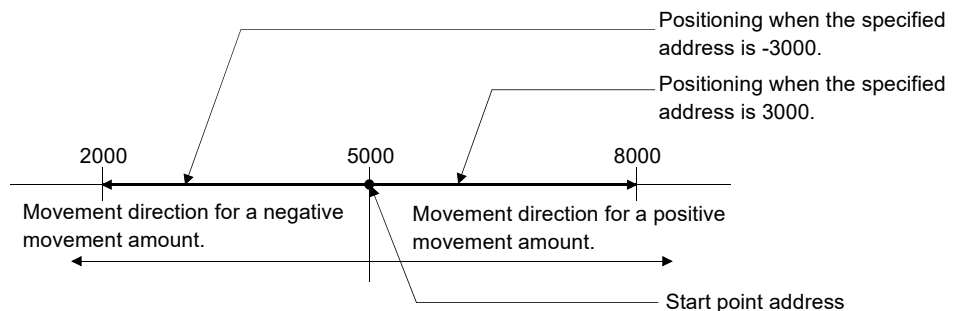 Positioning when the specified
address is -3000.
Positioning when the specified
address is 3000.
2000
5000
8000
Movement direction for a negative
movement amount.
Movement direction for a positive
movement amount.
Start point address